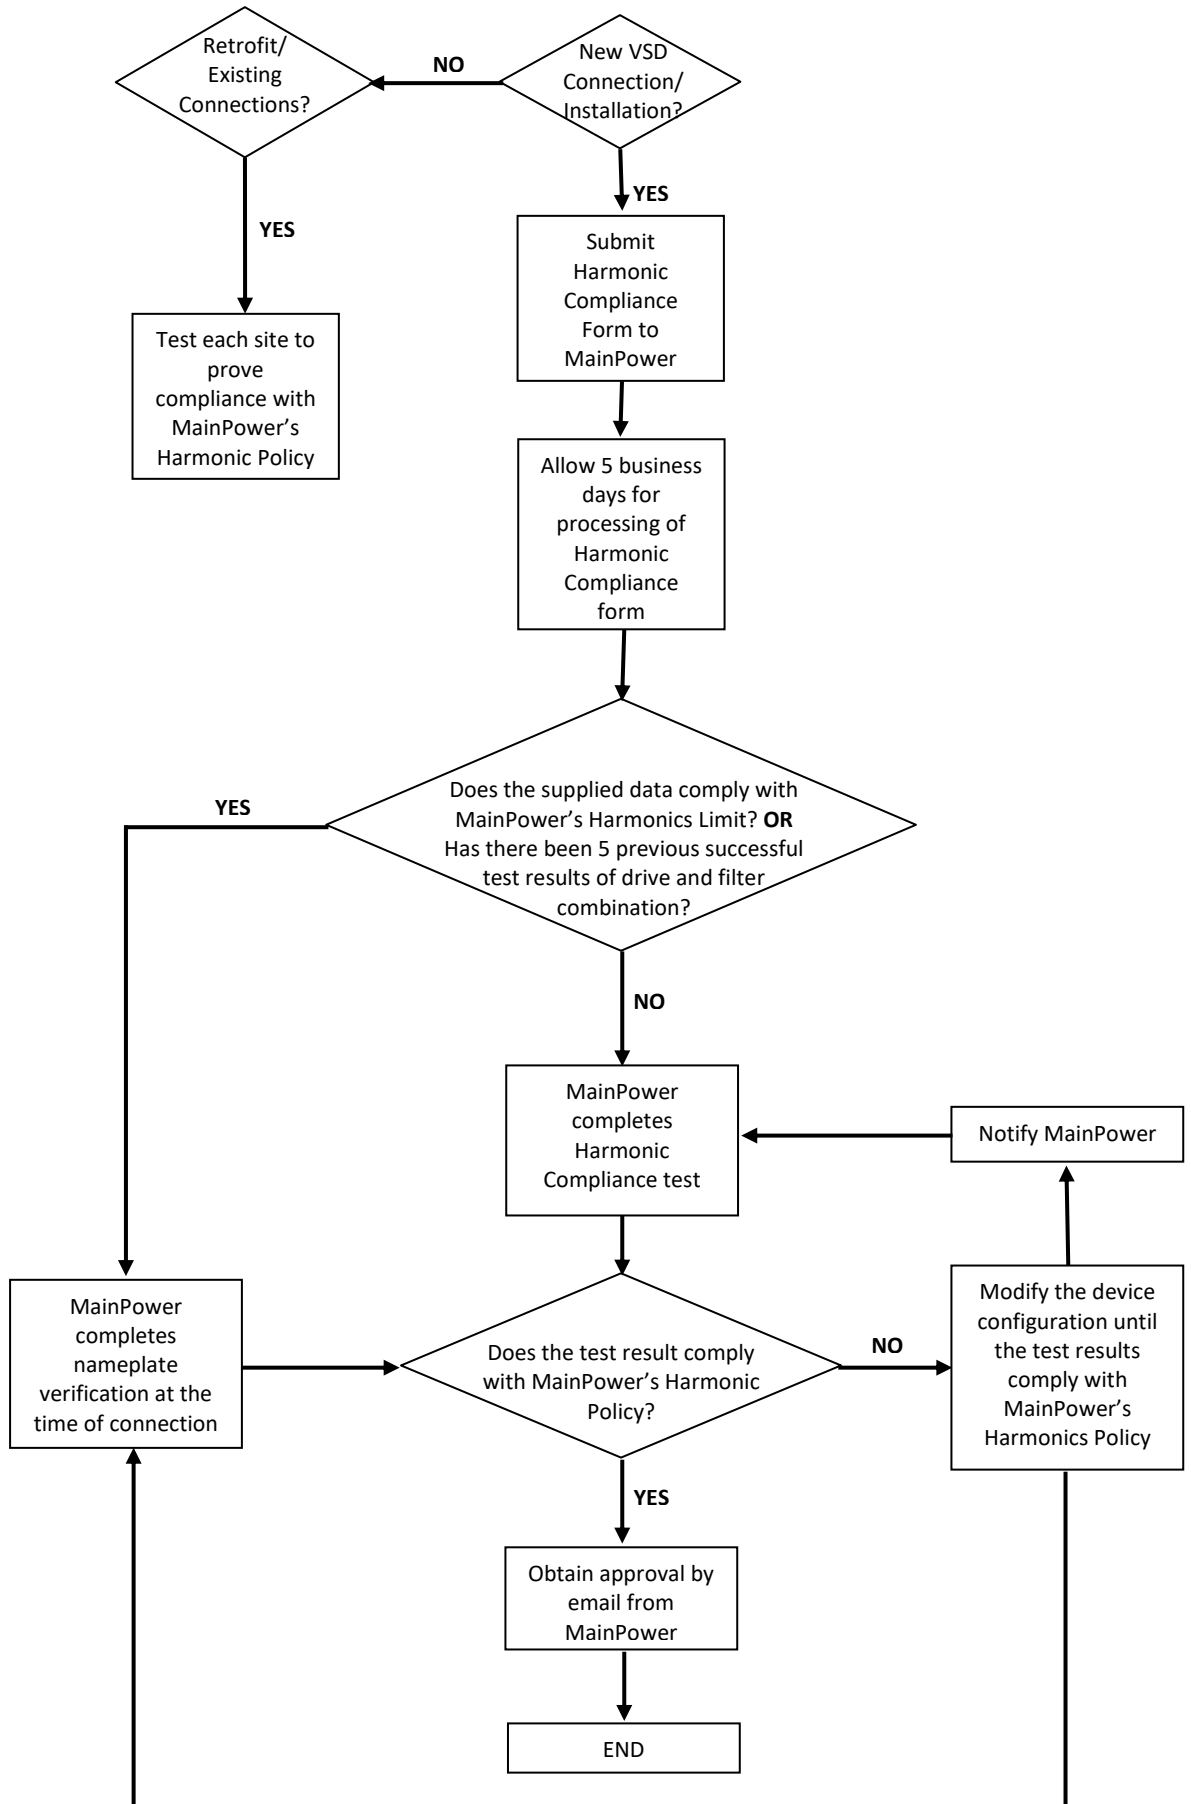 Retrofit/
Existing
Connections?
NO
New VSD
Connection/
Installation?
YES
YES
Submit
Harmonic
Compliance
Form to
MainPower
Test each site to
prove
compliance with
MainPower's
Harmonic Policy
Allow 5 business
days for
processing of
Harmonic
Compliance
form
YES
Does the supplied data comply with
MainPower's Harmonics Limit? OR
Has there been 5 previous successful
test results of drive and filter
combination?
NO
MainPower
completes
Harmonic
Compliance test
Notify MainPower
MainPower
completes
nameplate
verification at the
time of connection
Does the test result comply
with MainPower's Harmonic
Policy?
NO
Modify the device
configuration until
the test results
comply with
MainPower's
Harmonics Policy
YES
Obtain approval by
email from
MainPower
END